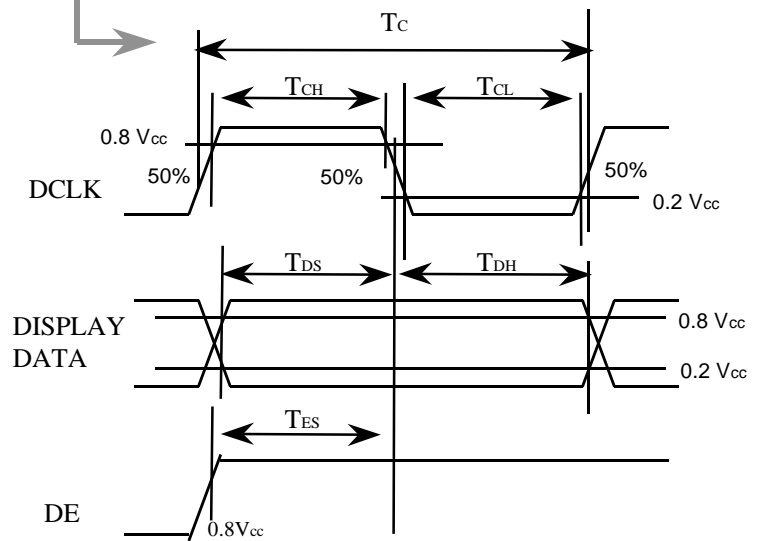 TC
TCH
TCL
0.8 Vcc
50%
50%
50%
DCLK
0.2 Vcc
TDS
TDH
DISPLAY
DATA
0.8 Vcc
0.2 Vcc
TES
DE
0.8Vcc